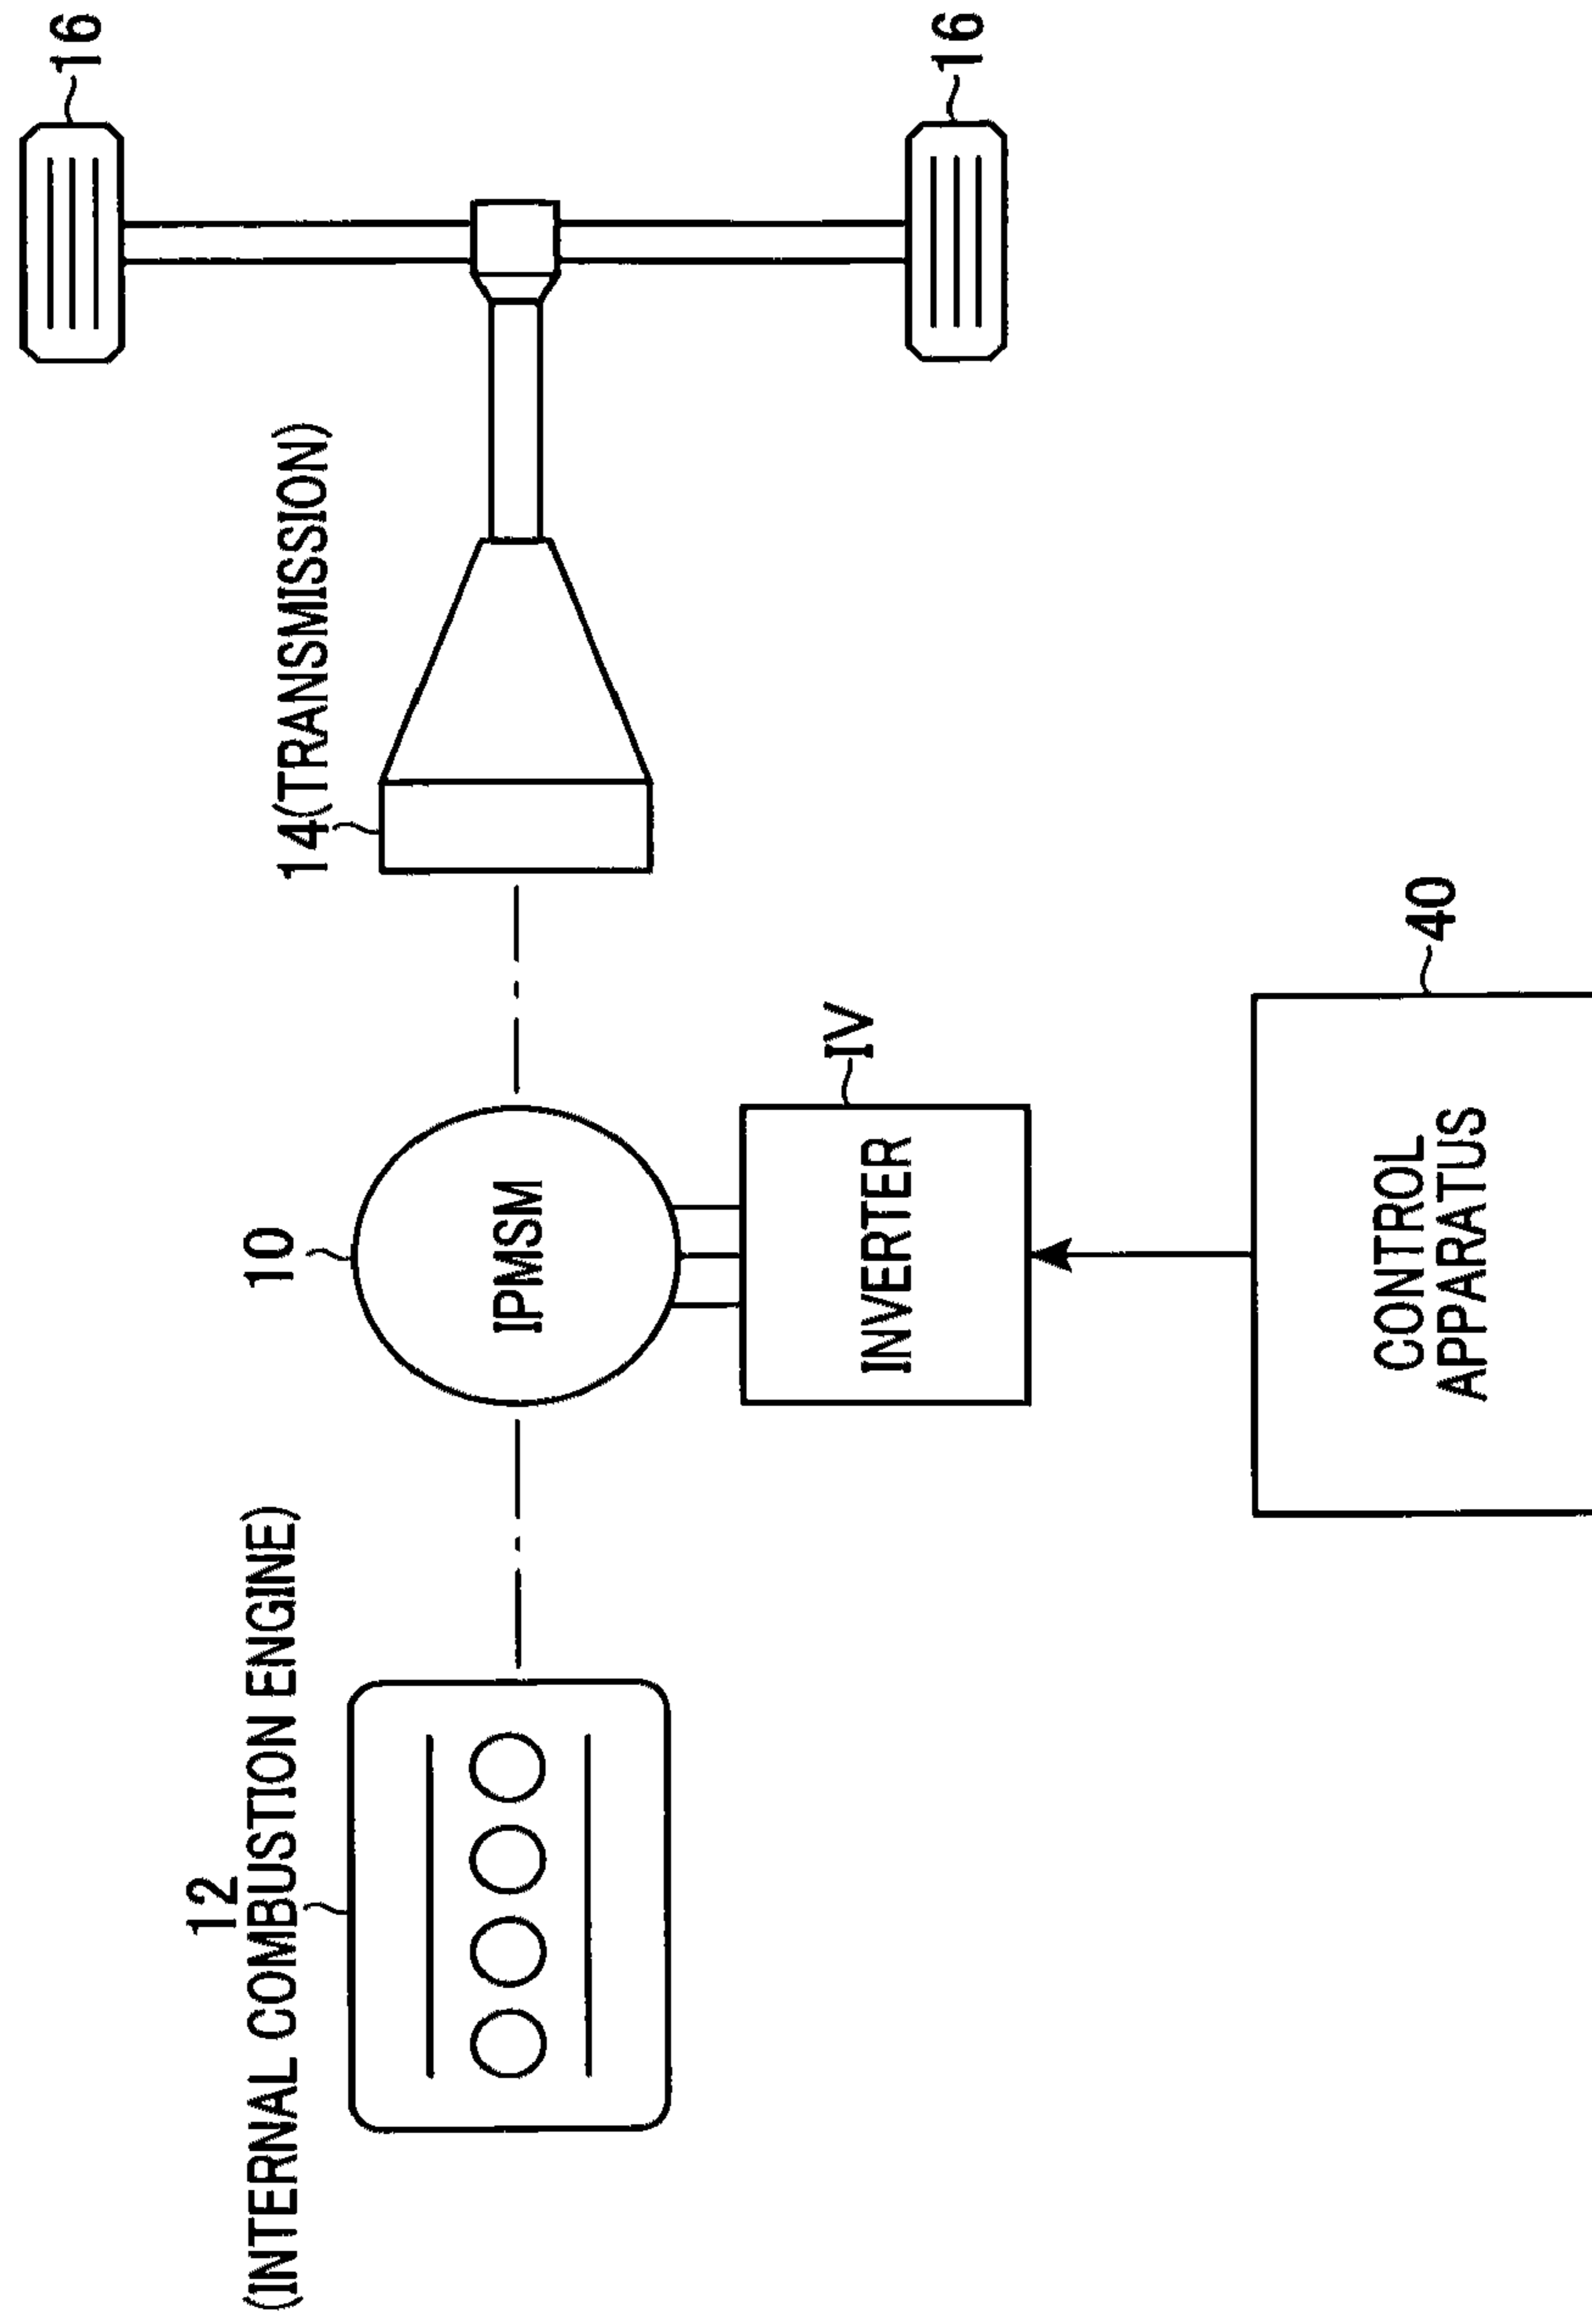 12
(INTERNAL COMBUSTION ENGINE)
10
IPMSM
14(TRANSMISSION)
16
16
IV
INVERTER
40
CONTROL
APPARATUS